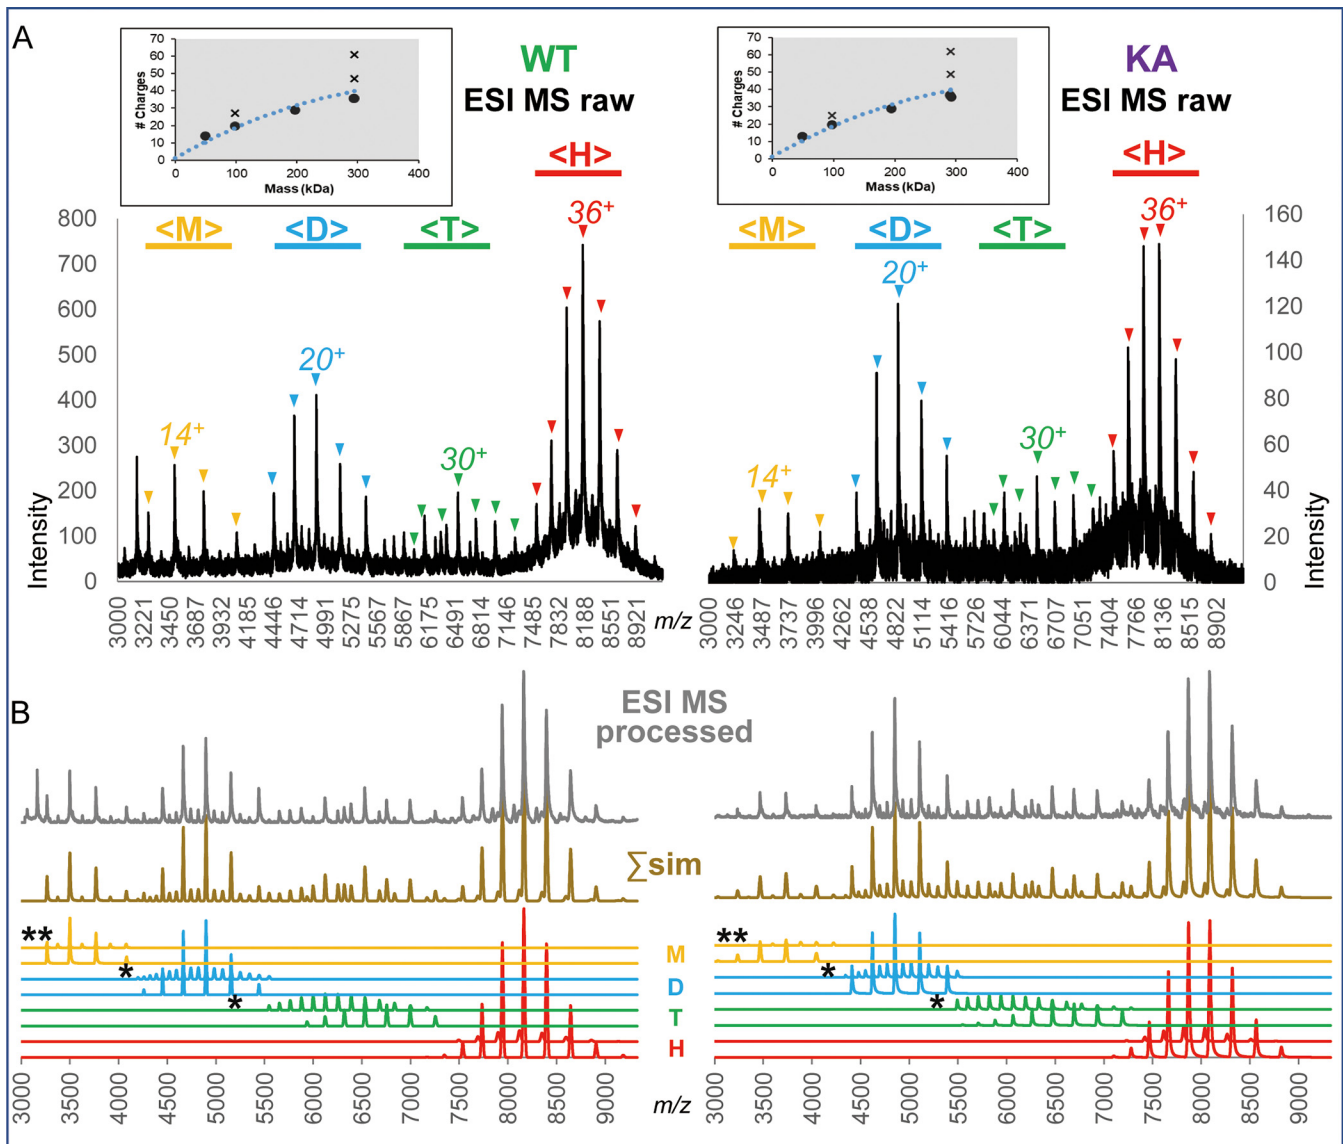 A
WT
ESI MS raw
KA
ESI MS raw
70
60
50
40
30
20
10
0
# Charges
0 100 200 300 400
Mass (kDa)
70
60
50
40
30
20
10
0
# Charges
0 100 200 300 400
Mass (kDa)
<M> <D> <T> <H>
14+ 20+ 30+ 36+
<M> <D> <T> <H>
14+ 20+ 30+ 36+
800
700
600
500
400
300
200
100
0
Intensity
160
140
120
100
80
60
40
20
0
Intensity
3000 3221 3450 3687 3932 4185 4446 4714 4991 5275 5567 5867 6175 6491 6814 7146 7485 7832 8188 8551 8921
m/z
3000 3246 3487 3737 3996 4262 4538 4822 5114 5416 5726 6044 6371 6707 7051 7404 7766 8136 8515 8902
B
ESI MS
processed
∑sim
**
*
*
M
D
T
H
**
*
*
3000 3500 4000 4500 5000 5500 6000 6500 7000 7500 8000 8500 9000
m/z
3000 3500 4000 4500 5000 5500 6000 6500 7000 7500 8000 8500 9000